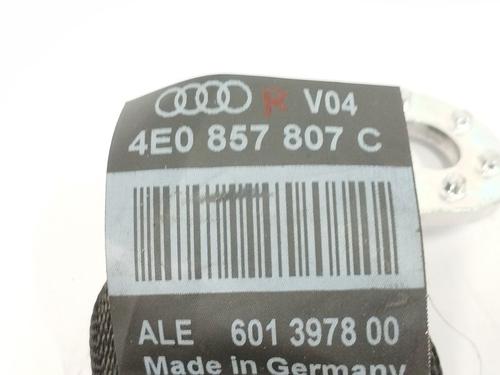 R V04
4E0 857 807 C
ALE 601 3978 00
Made in Germany